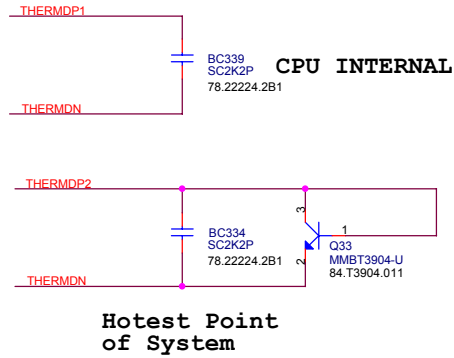 THERMDP1
BC339
SC2K2P
78.22224.2B1
CPU INTERNAL
THERMDN
THERMDP2
3
1
BC334
SC2K2P
78.22224.2B1
2
Q33
MMBT3904-U
84.T3904.011
THERMDN
Hotest Point
of System